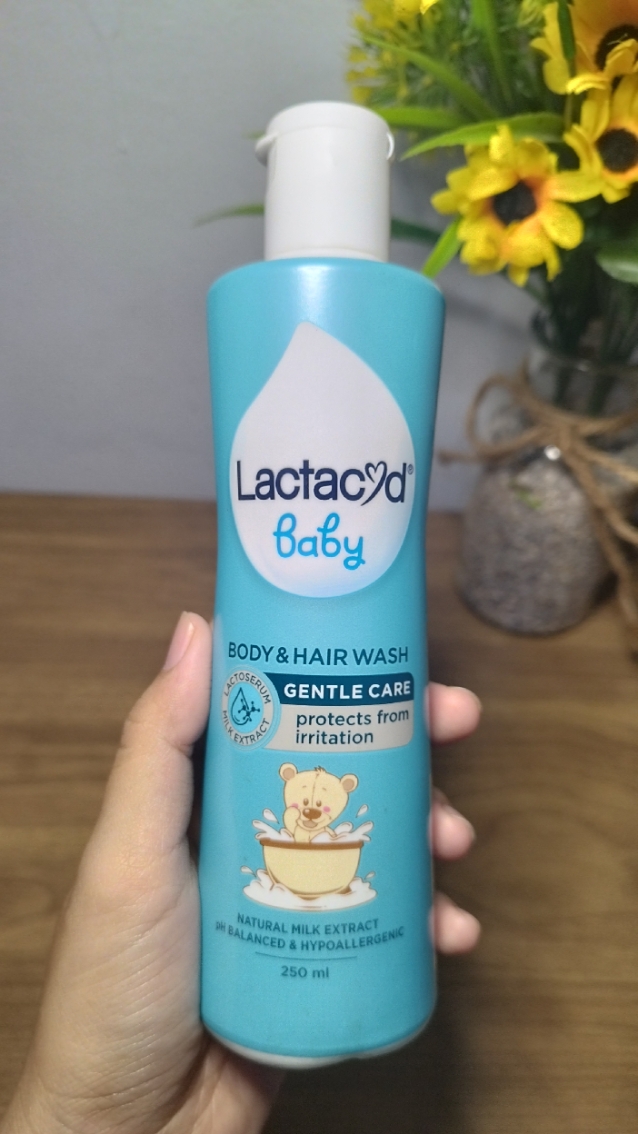 Lactacyd®
baby
BODY & HAIR WASH
LACTOSERUM
MILK EXTRACT
GENTLE CARE
protects from
irritation
NATURAL MILK EXTRACT
pH BALANCED & HYPOALLERGENIC
250 ml